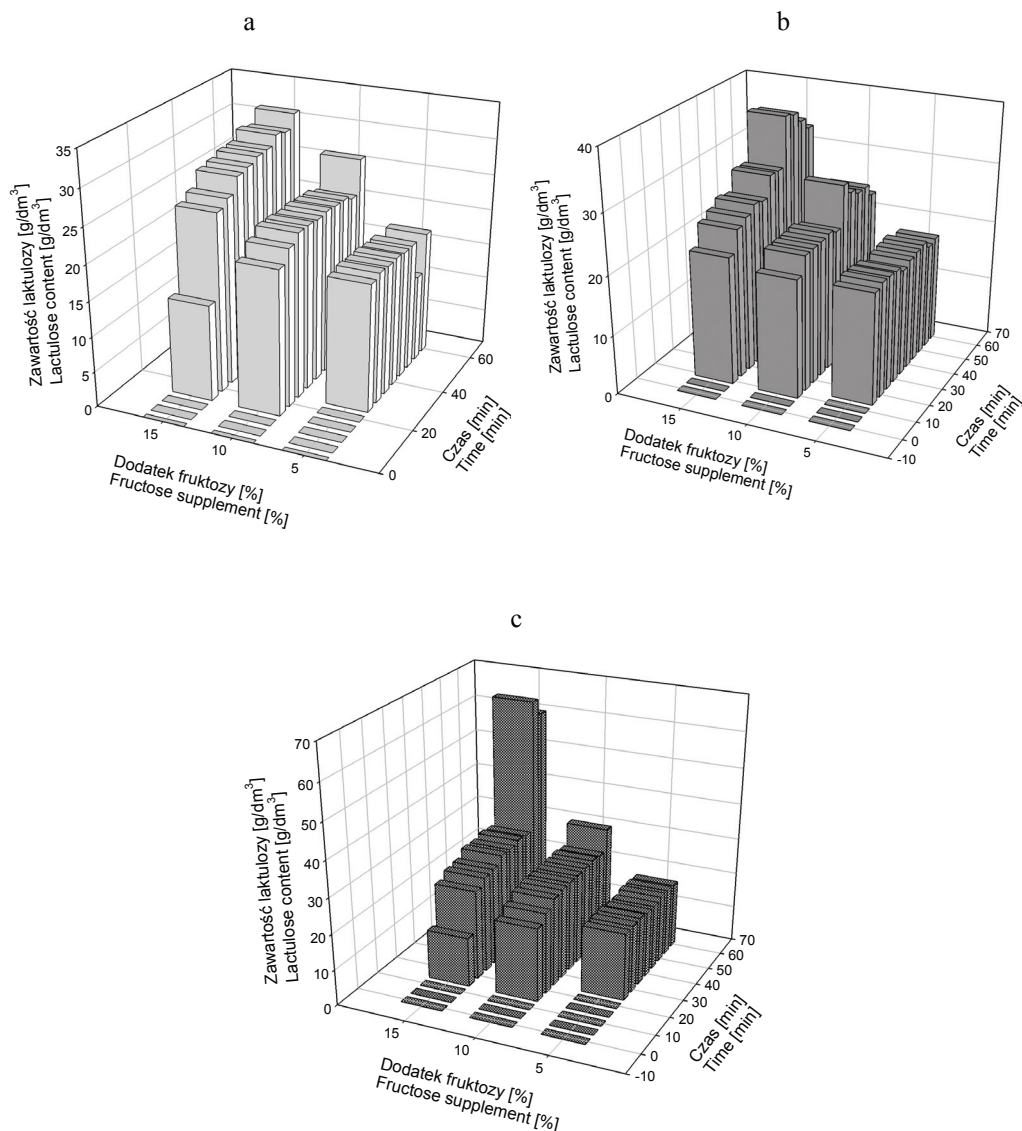 a
35
30
25
20
15
10
5
0
Zawartość laktulozy [g/dm³]
Lactulose content [g/dm³]
15
10
5
Dodatek fruktozy [%]
Fructose supplement [%]
60
40
20
0
Czas [min]
Time [min]
b
40
30
20
10
0
Zawartość laktulozy [g/dm³]
Lactulose content [g/dm³]
15
10
5
Dodatek fruktozy [%]
Fructose supplement [%]
70
60
50
40
30
20
10
0
-10
Czas [min]
Time [min]
c
70
60
50
40
30
20
10
0
Zawartość laktulozy [g/dm³]
Lactulose content [g/dm³]
15
10
5
Dodatek fruktozy [%]
Fructose supplement [%]
70
60
50
40
30
20
10
0
-10
Czas [min]
Time [min]